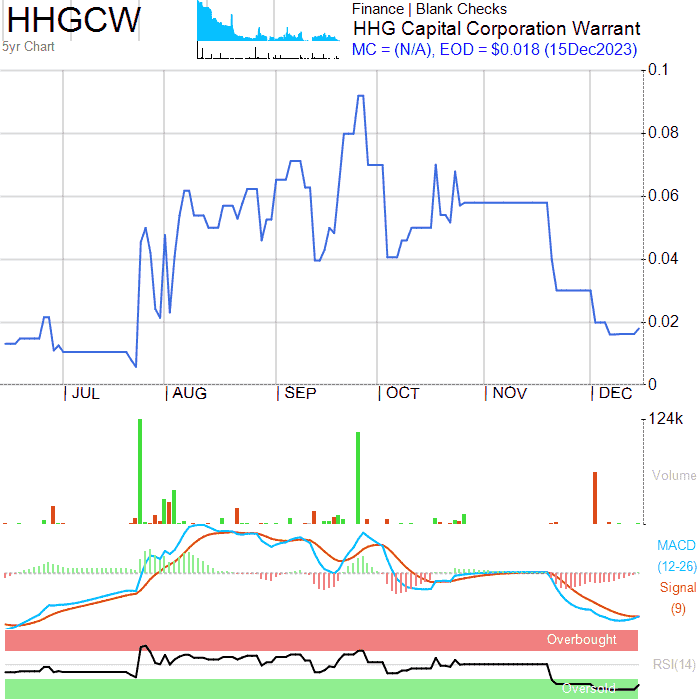 HHGCW
5yr Chart
Finance | Blank Checks
HHG Capital Corporation Warrant
MC = (N/A), EOD = $0.018 (15Dec2023)
0.1
0.08
0.06
0.04
0.02
0
JUL AUG SEP OCT NOV DEC
124k
Volume
MACD
(12-26)
Signal
(9)
Overbought
RSI(14)
Oversold